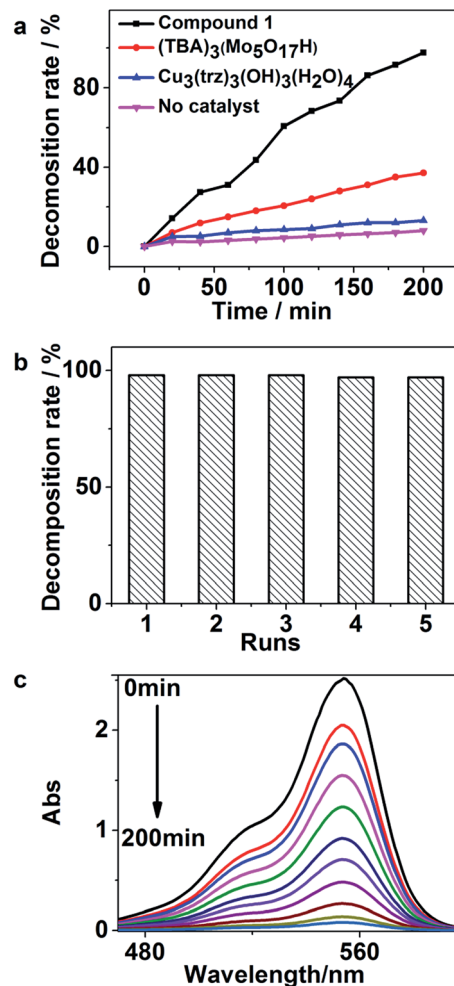 a
Compound 1
(TBA)₃(Mo₅O₁₇H)
Cu₃(trz)₃(OH)₃(H₂O)₄
No catalyst
Decomosition rate / %
80
40
0
0 50 100 150 200
Time / min
b
Decomposition rate / %
100
50
0
1 2 3 4 5
Runs
c
0min
200min
Abs
2
1
0
480 560
Wavelength/nm